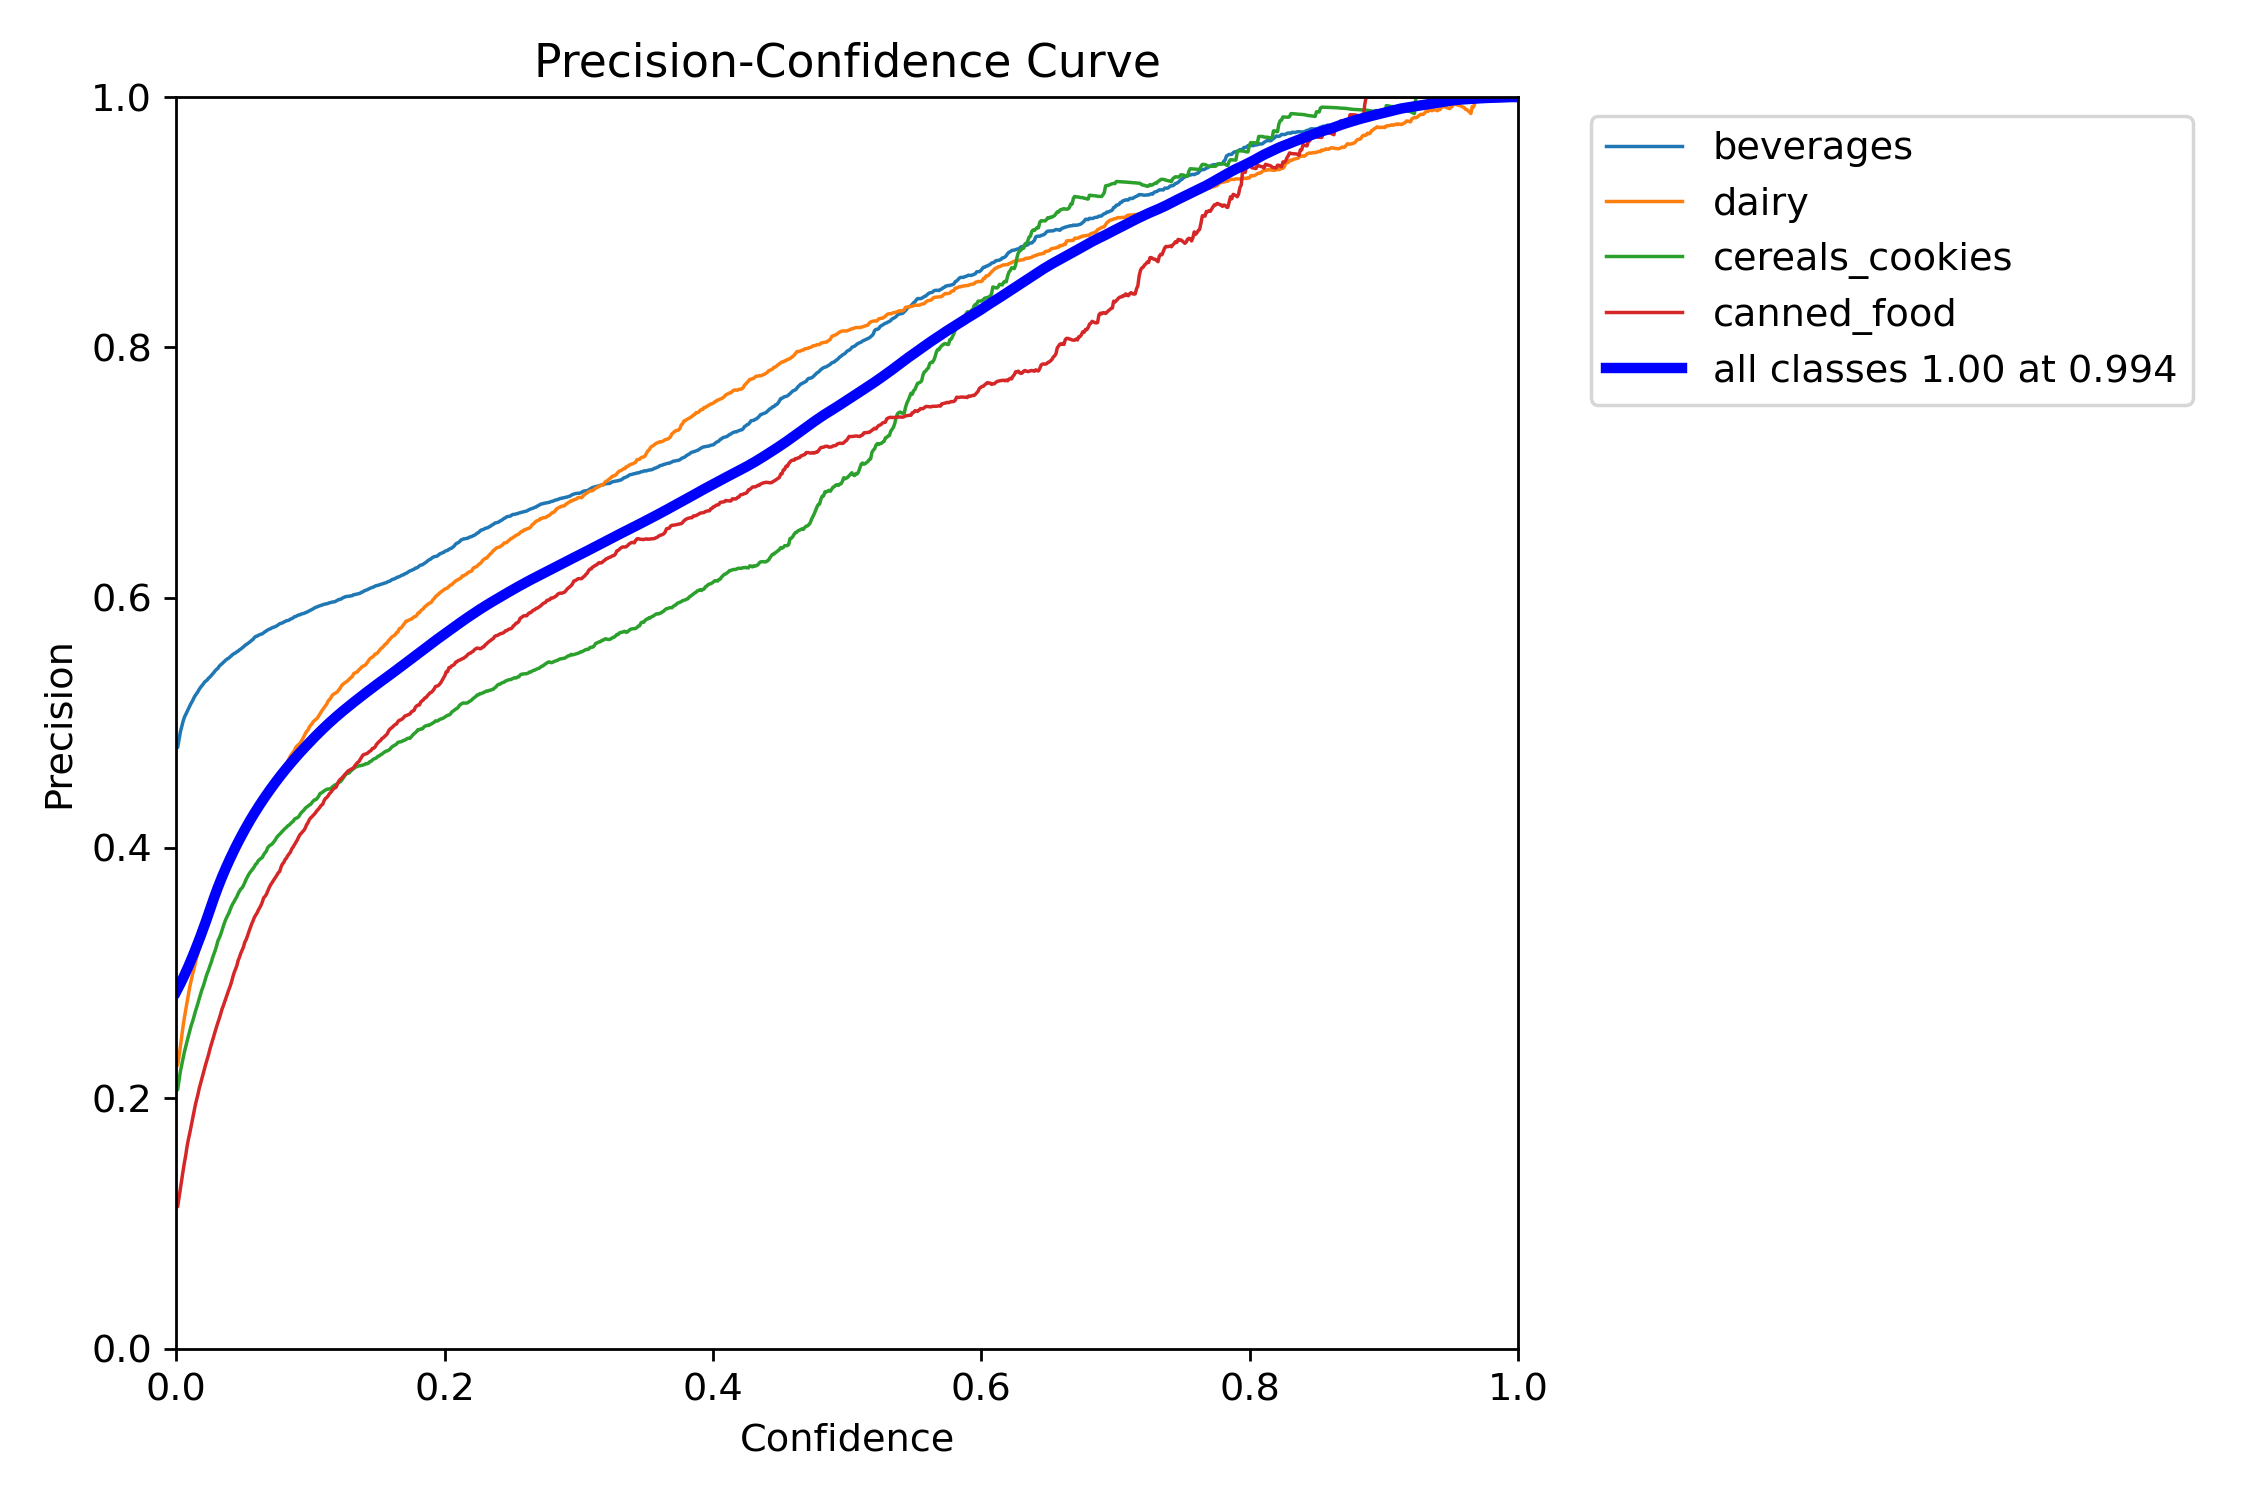 Precision-Confidence Curve
1.0
0.8
0.6
0.4
0.2
0.0
Precision
0.0 0.2 0.4 0.6 0.8 1.0
Confidence
beverages
dairy
cereals_cookies
canned_food
all classes 1.00 at 0.994